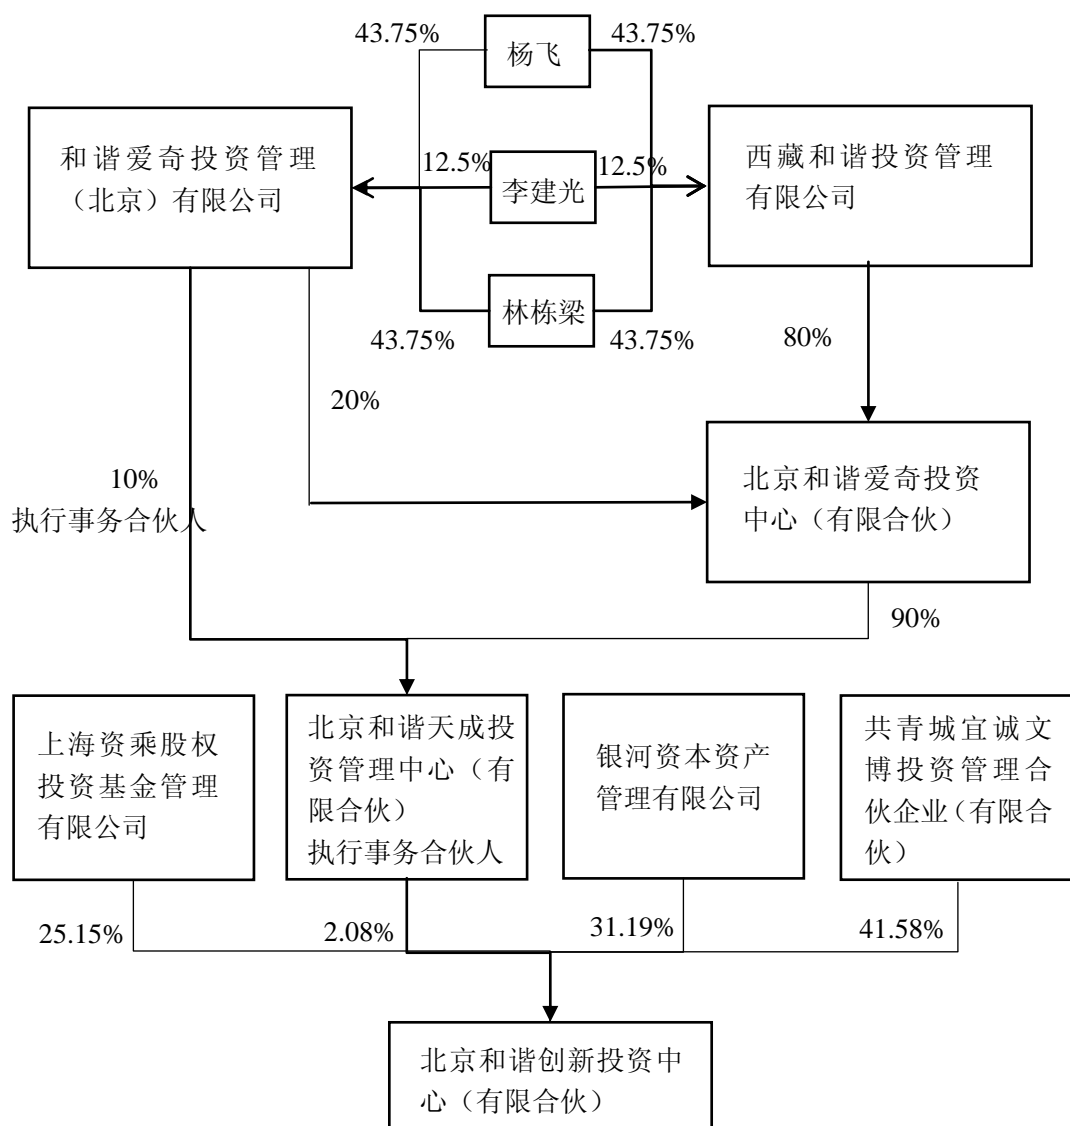 43.75%
杨飞
43.75%
和谐爱奇投资管理
（北京）有限公司
12.5%
李建光
12.5%
西藏和谐投资管理
有限公司
林栋梁
43.75%
43.75%
80%
20%
10%
执行事务合伙人
北京和谐爱奇投资
中心（有限合伙）
90%
上海资乘股权
投资基金管理
有限公司
北京和谐天成投
资管理中心（有
限合伙）
执行事务合伙人
银河资本资产
管理有限公司
共青城宜诚文
博投资管理合
伙企业（有限合
伙）
25.15%
2.08%
31.19%
41.58%
北京和谐创新投资中
心（有限合伙）